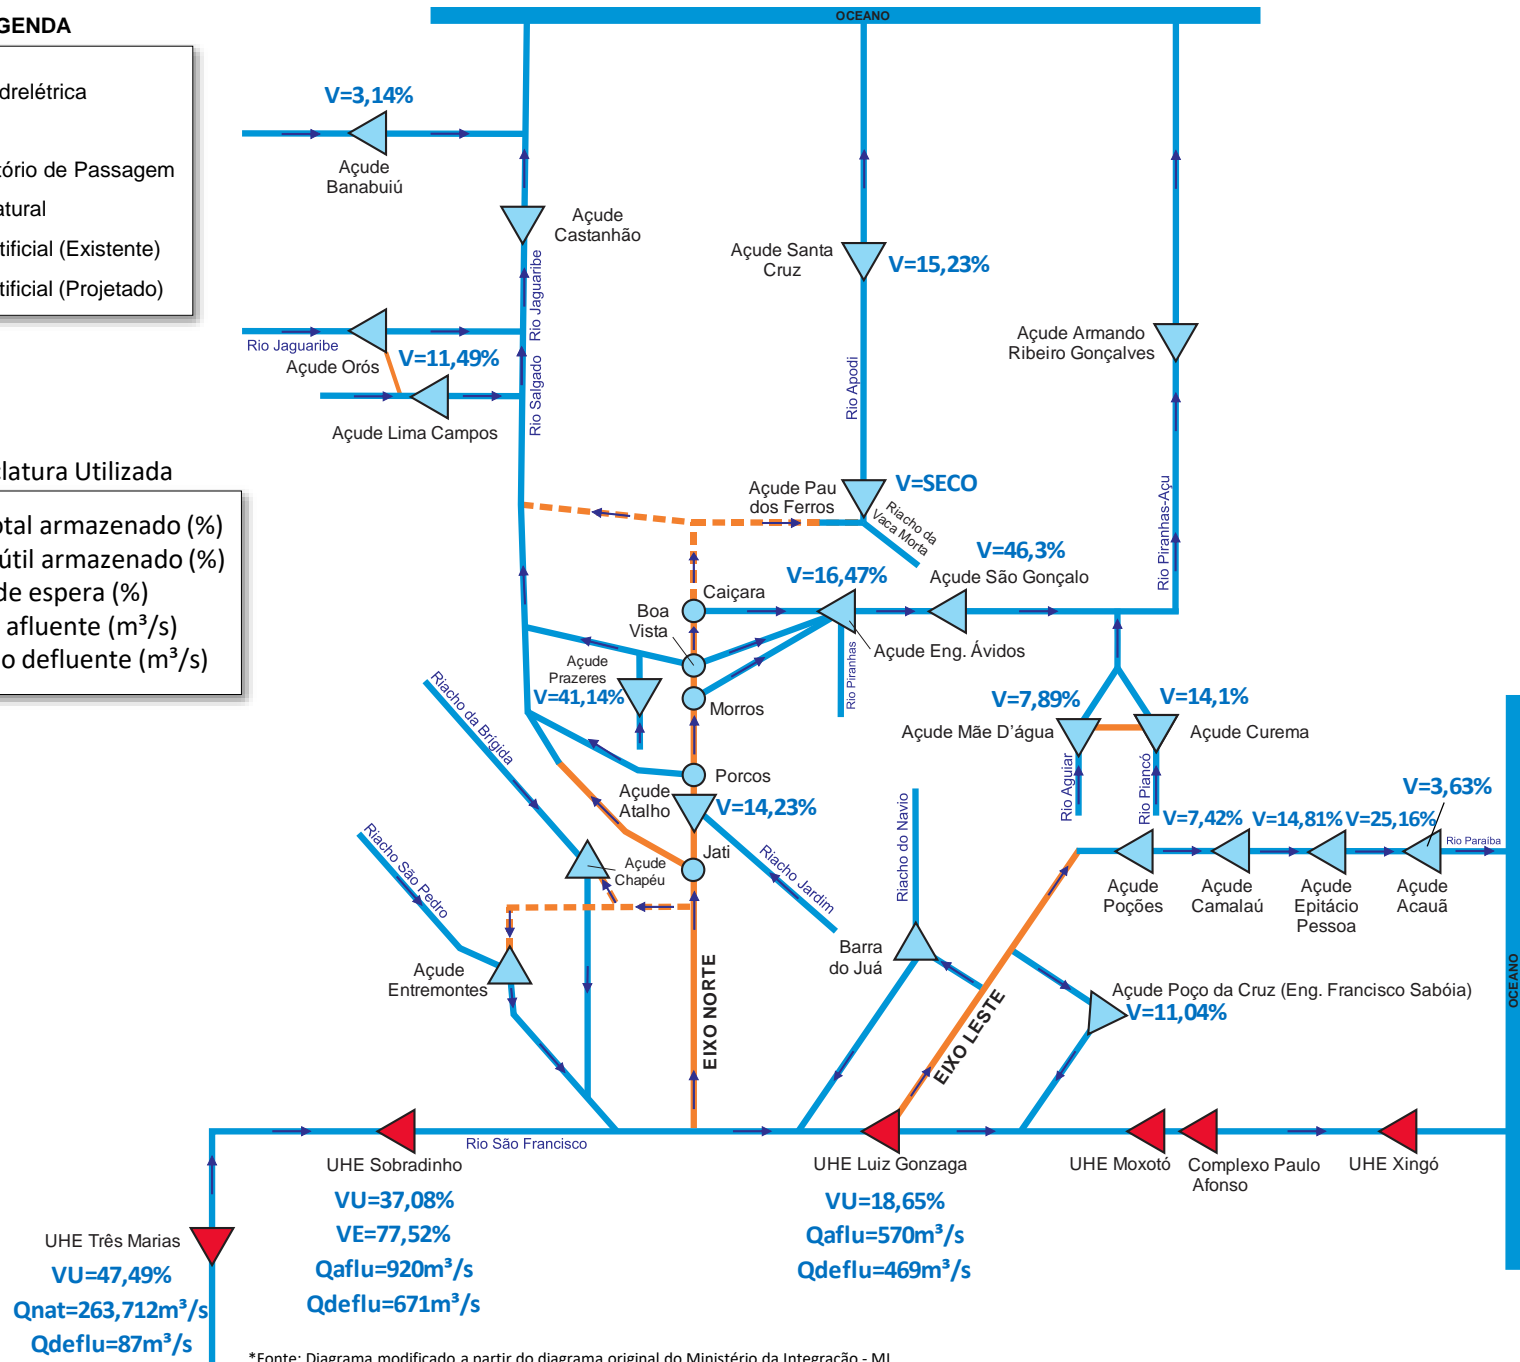 OCEANO
GENDA
drelétrica
tório de Passagem
atural
tificial (Existente)
tificial (Projetado)
V=3,14%
Açude
Banabuiú
Açude
Castanhão
Rio Jaguaribe
Açude Santa
Cruz
V=15,23%
Açude Armando
Ribeiro Gonçalves
Rio Jaguaribe
Açude Orós
V=11,49%
Rio Salgado
Açude Lima Campos
Rio Apodi
clatura Utilizada
otal armazenado (%)
útil armazenado (%)
de espera (%)
afluente (m³/s)
o defluente (m³/s)
Açude Pau
dos Ferros
V=SECO
Riacho da
Vaca Morta
Rio Piranhas-Açu
V=46,3%
Açude São Gonçalo
V=16,47%
Caiçara
Boa
Vista
Açude Eng. Ávidos
Rio Piranhas
Açude
Prazeres
V=41,14%
Morros
Riacho da Brígida
V=7,89%
V=14,1%
Açude Mãe D'água
Açude Curema
Rio Aguiar
Rio Piancó
Porcos
Açude
Atalho
V=14,23%
V=3,63%
V=7,42%
V=14,81%
V=25,16%
Rio Paraiba
Riacho São Pedro
Açude
Chapéu
Jati
Riacho Jardim
Riacho do Navio
Açude
Poções
Açude
Camalaú
Açude
Epitácio
Pessoa
Açude
Acauã
Açude
Entremontes
EIXO NORTE
Barra
do Juá
EIXO LESTE
Açude Poço da Cruz (Eng. Francisco Sabóia)
V=11,04%
OCEANO
Rio São Francisco
UHE Sobradinho
VU=37,08%
VE=77,52%
Qaflu=920m³/s
Qdeflu=671m³/s
UHE Luiz Gonzaga
VU=18,65%
Qaflu=570m³/s
Qdeflu=469m³/s
UHE Moxotó
Complexo Paulo
Afonso
UHE Xingó
UHE Três Marias
VU=47,49%
Qnat=263,712m³/s
Qdeflu=87m³/s
*Fonte: Diagrama modificado a partir do diagrama original do Ministério da Integração - MI